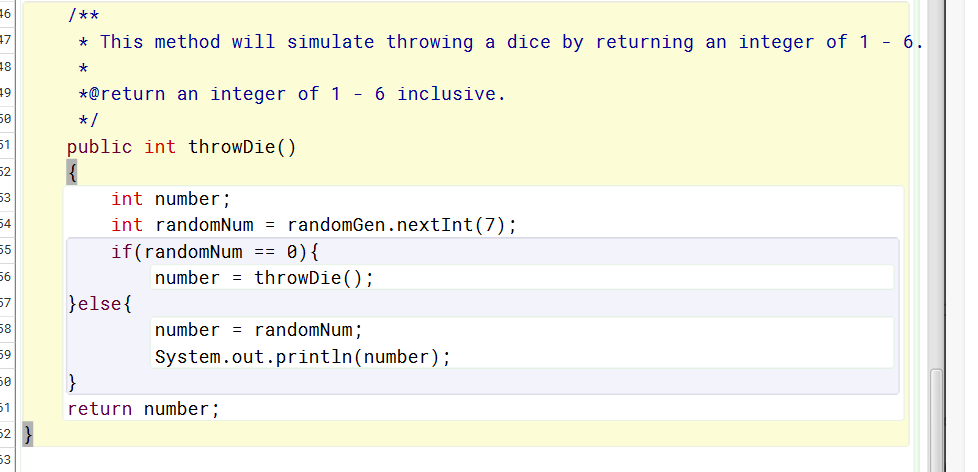 46 /**
47 * This method will simulate throwing a dice by returning an integer of 1 - 6.
48 *
49 *@return an integer of 1 - 6 inclusive.
50 */
51 public int throwDie()
52 {
53 int number;
54 int randomNum = randomGen.nextInt(7);
55 if(randomNum == 0){
56 number = throwDie();
57 }else{
58 number = randomNum;
59 System.out.println(number);
60 }
61 return number;
62 }
63